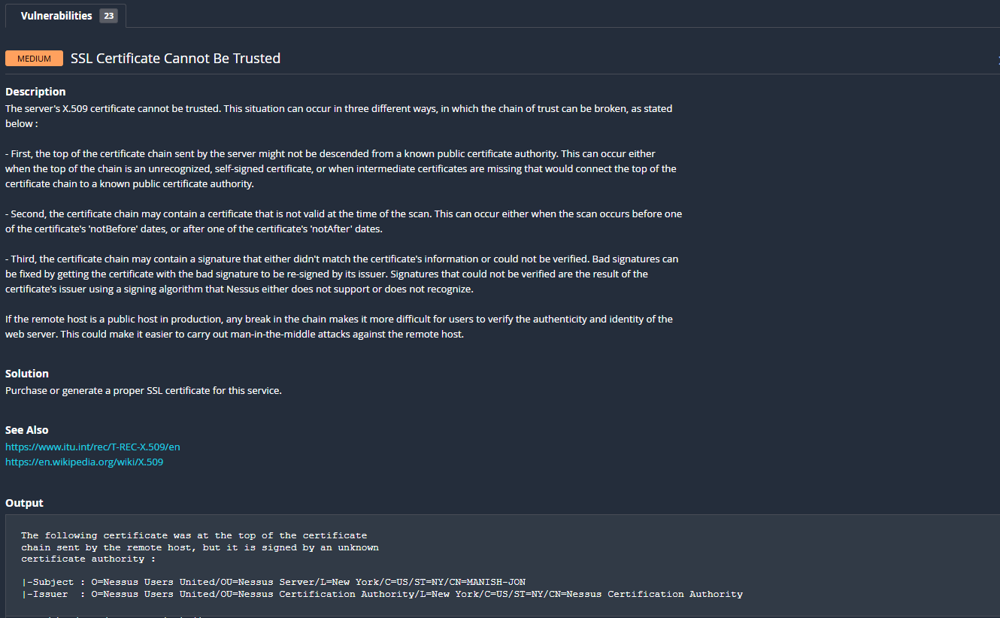 Vulnerabilities 23
MEDIUM SSL Certificate Cannot Be Trusted
Description
The server's X.509 certificate cannot be trusted. This situation can occur in three different ways, in which the chain of trust can be broken, as stated
below :
- First, the top of the certificate chain sent by the server might not be descended from a known public certificate authority. This can occur either
when the top of the chain is an unrecognized, self-signed certificate, or when intermediate certificates are missing that would connect the top of the
certificate chain to a known public certificate authority.
- Second, the certificate chain may contain a certificate that is not valid at the time of the scan. This can occur either when the scan occurs before one
of the certificate's 'notBefore' dates, or after one of the certificate's 'notAfter' dates.
- Third, the certificate chain may contain a signature that either didn't match the certificate's information or could not be verified. Bad signatures can
be fixed by getting the certificate with the bad signature to be re-signed by its issuer. Signatures that could not be verified are the result of the
certificate's issuer using a signing algorithm that Nessus either does not support or does not recognize.
If the remote host is a public host in production, any break in the chain makes it more difficult for users to verify the authenticity and identity of the
web server. This could make it easier to carry out man-in-the-middle attacks against the remote host.
Solution
Purchase or generate a proper SSL certificate for this service.
See Also
https://www.itu.int/rec/T-REC-X.509/en
https://en.wikipedia.org/wiki/X.509
Output
The following certificate was at the top of the certificate
chain sent by the remote host, but it is signed by an unknown
certificate authority :
|-Subject : O=Nessus Users United/OU=Nessus Server/L=New York/C=US/ST=NY/CN=MANISH-JON
|-Issuer : O=Nessus Users United/OU=Nessus Certification Authority/L=New York/C=US/ST=NY/CN=Nessus Certification Authority